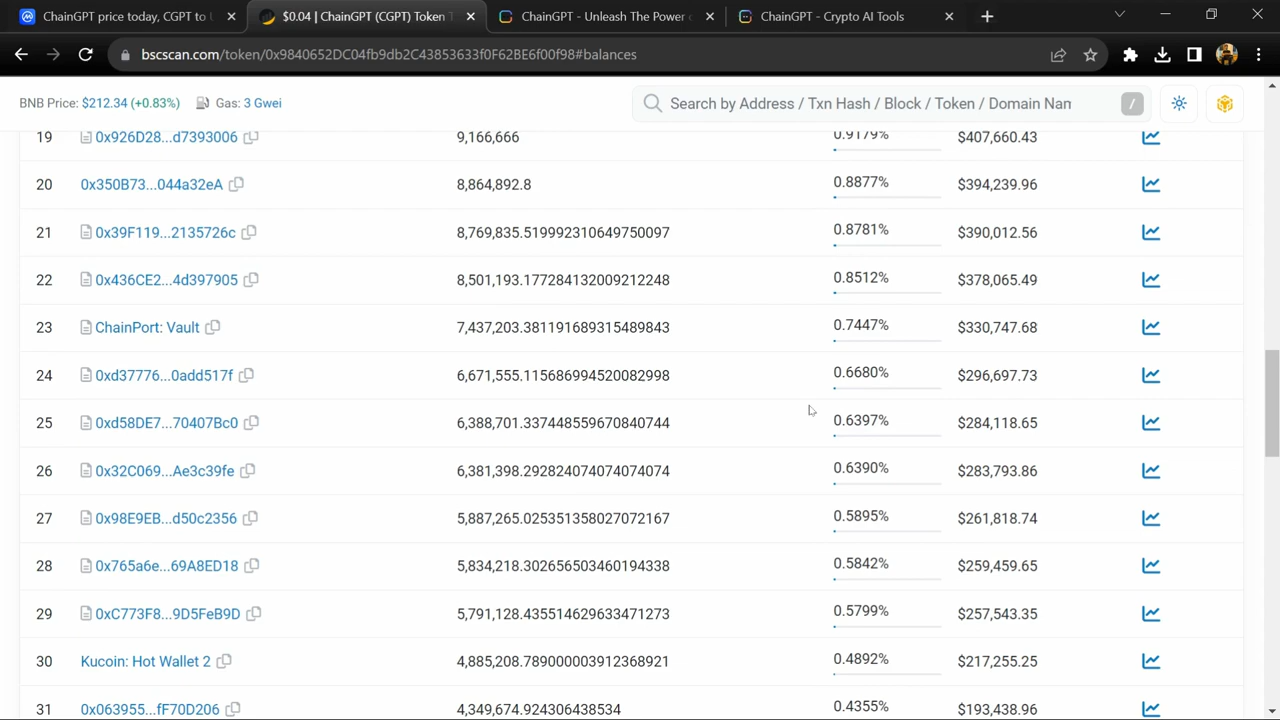 ChainGPT price today, CGPT to U
$0.04 | ChainGPT (CGPT) Token T
ChainGPT - Unleash The Power o
ChainGPT - Crypto AI Tools
bscscan.com/token/0x9840652DC04fb9db2C43853633f0F62BE6f00f98#balances
BNB Price: $212.34 (+0.83%) Gas: 3 Gwei
Search by Address / Txn Hash / Block / Token / Domain Nam /
19 0x926D28...d7393006 9,166,666 0.9179% $407,660.43
20 0x350B73...044a32eA 8,864,892.8 0.8877% $394,239.96
21 0x39F119...2135726c 8,769,835.519992310649750097 0.8781% $390,012.56
22 0x436CE2...4d397905 8,501,193.177284132009212248 0.8512% $378,065.49
23 ChainPort: Vault 7,437,203.381191689315489843 0.7447% $330,747.68
24 0xd37776...0add517f 6,671,555.115686994520082998 0.6680% $296,697.73
25 0xd58DE7...70407Bc0 6,388,701.337448559670840744 0.6397% $284,118.65
26 0x32C069...Ae3c39fe 6,381,398.292824074074074074 0.6390% $283,793.86
27 0x98E9EB...d50c2356 5,887,265.025351358027072167 0.5895% $261,818.74
28 0x765a6e...69A8ED18 5,834,218.302656503460194338 0.5842% $259,459.65
29 0xC773F8...9D5FeB9D 5,791,128.435514629633471273 0.5799% $257,543.35
30 Kucoin: Hot Wallet 2 4,885,208.789000003912368921 0.4892% $217,255.25
31 0x063955...fF70D206 4,349,674.924306438534 0.4355% $193,438.96